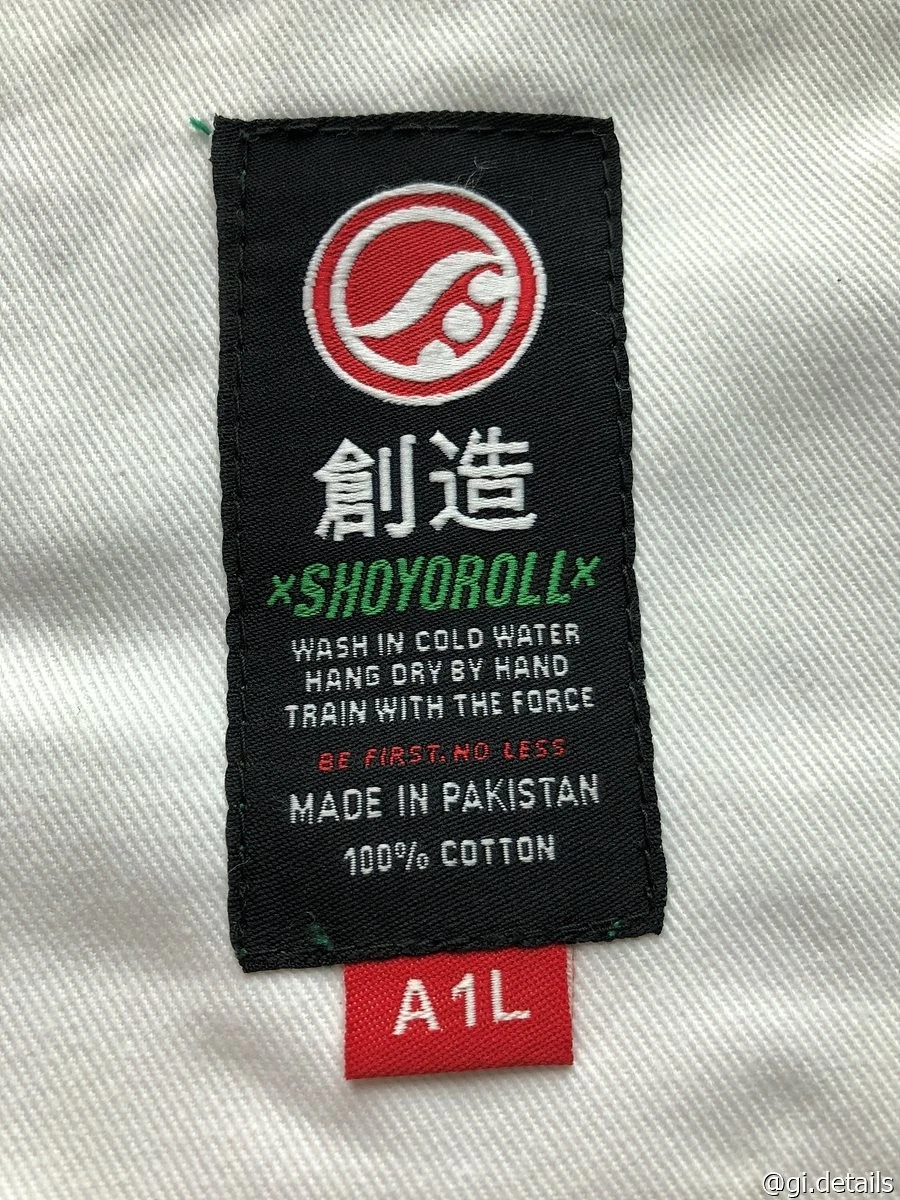 創造
×SHOYOROLL×
WASH IN COLD WATER
HANG DRY BY HAND
TRAIN WITH THE FORCE
BE FIRST. NO LESS
MADE IN PAKISTAN
100% COTTON
A1L
@gi.details